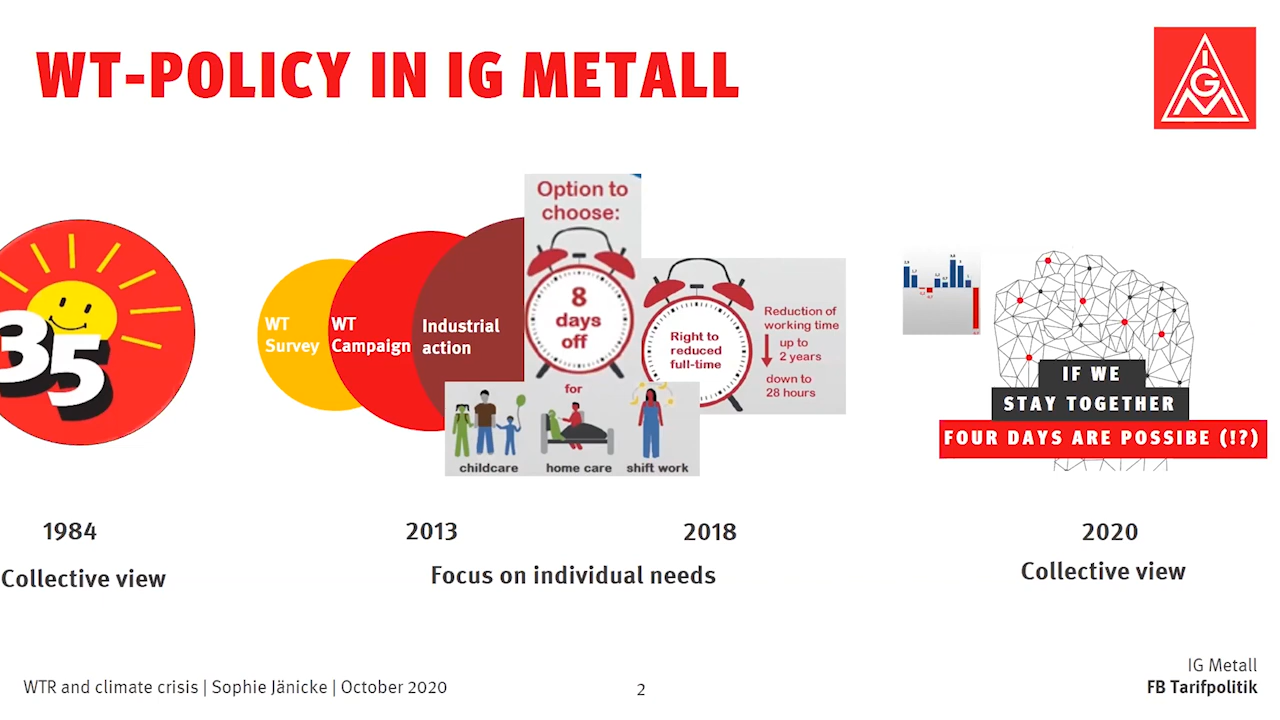 WT-POLICY IN IG METALL
IGM
35
WT
Survey
WT
Campaign
Industrial
action
Option to
choose:
8
days
off
for
childcare
home care
shift work
Right to
reduced
full-time
Reduction of
working time
up to
2 years
down to
28 hours
IF WE
STAY TOGETHER
FOUR DAYS ARE POSSIBE (!?)
1984
2013
2018
2020
Collective view
Focus on individual needs
Collective view
WTR and climate crisis | Sophie Jänicke | October 2020
2
IG Metall
FB Tarifpolitik